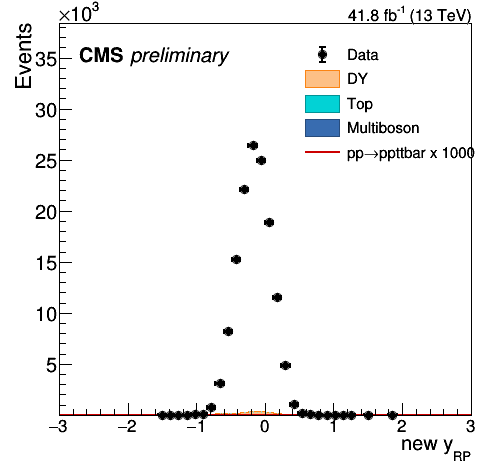 ×10³
41.8 fb⁻¹ (13 TeV)
Events
CMS preliminary
Data
DY
Top
Multiboson
pp→ppttbar x 1000
35
30
25
20
15
10
5
−3 −2 −1 0 1 2 3
new y_RP